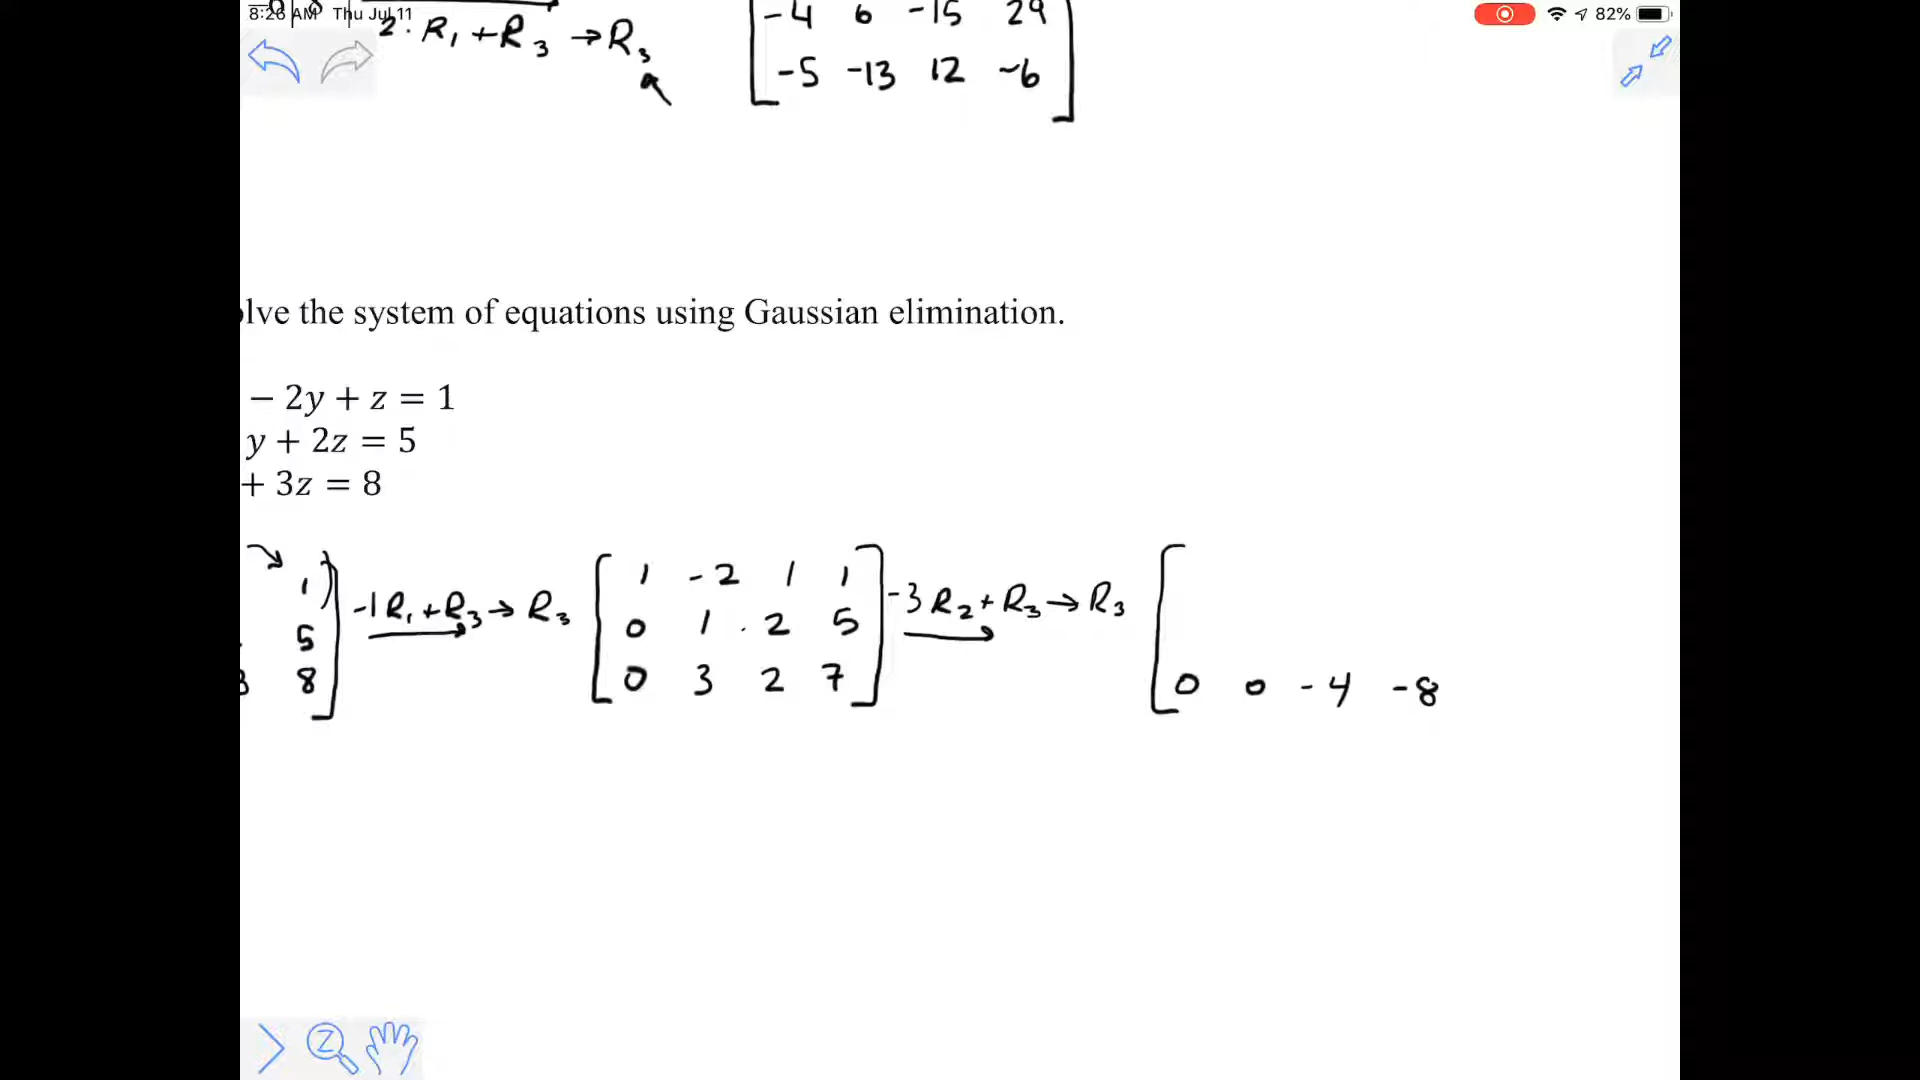 8:26 AM Thu Jul 11
82%
2 · R₁ + R₃ → R₃
-4 6 -15 29
-5 -13 12 -6
lve the system of equations using Gaussian elimination.
− 2y + z = 1
y + 2z = 5
+ 3z = 8
1
5
8
-1R₁ + R₃ → R₃
1 -2 1 1
0 1 2 5
0 3 2 7
-3R₂ + R₃ → R₃
0 0 -4 -8
Z